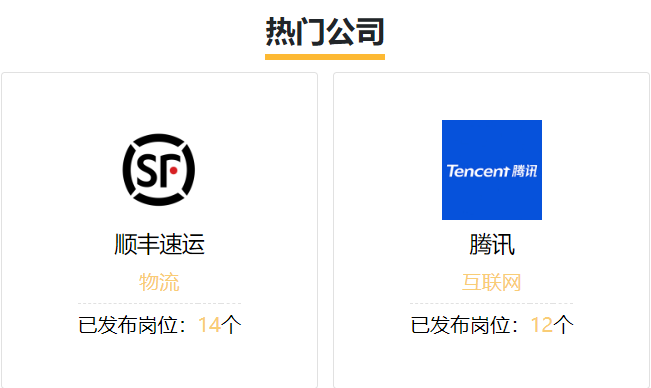 热门公司
SF
顺丰速运
物流
已发布岗位：14个
Tencent 腾讯
腾讯
互联网
已发布岗位：12个